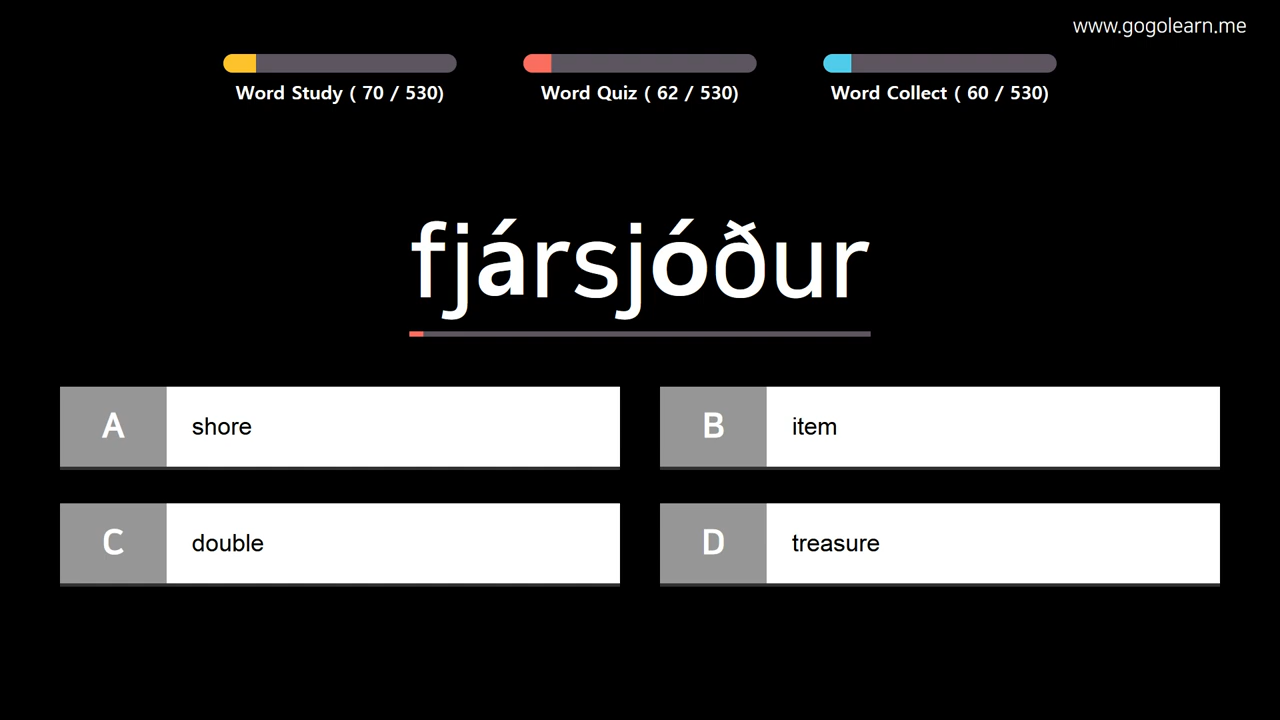 www.gogolearn.me
Word Study ( 70 / 530)
Word Quiz ( 62 / 530)
Word Collect ( 60 / 530)
fjársjóður
A shore
B item
C double
D treasure